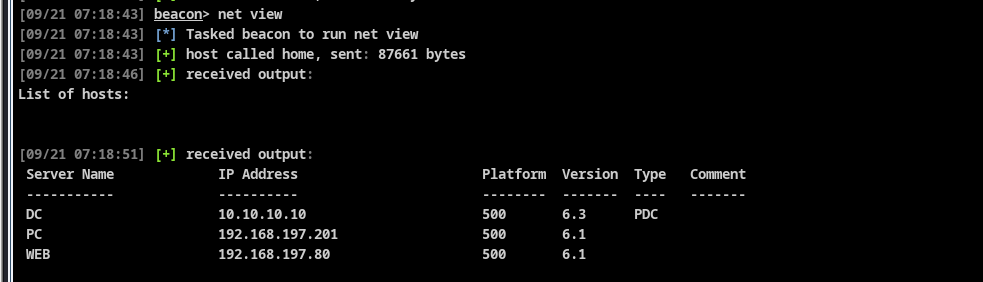 [09/21 07:18:43] beacon> net view
[09/21 07:18:43] [*] Tasked beacon to run net view
[09/21 07:18:43] [+] host called home, sent: 87661 bytes
[09/21 07:18:46] [+] received output:
List of hosts:
[09/21 07:18:51] [+] received output:
Server Name IP Address Platform Version Type Comment
----------- ---------- -------- ------- ---- -------
DC 10.10.10.10 500 6.3 PDC
PC 192.168.197.201 500 6.1
WEB 192.168.197.80 500 6.1